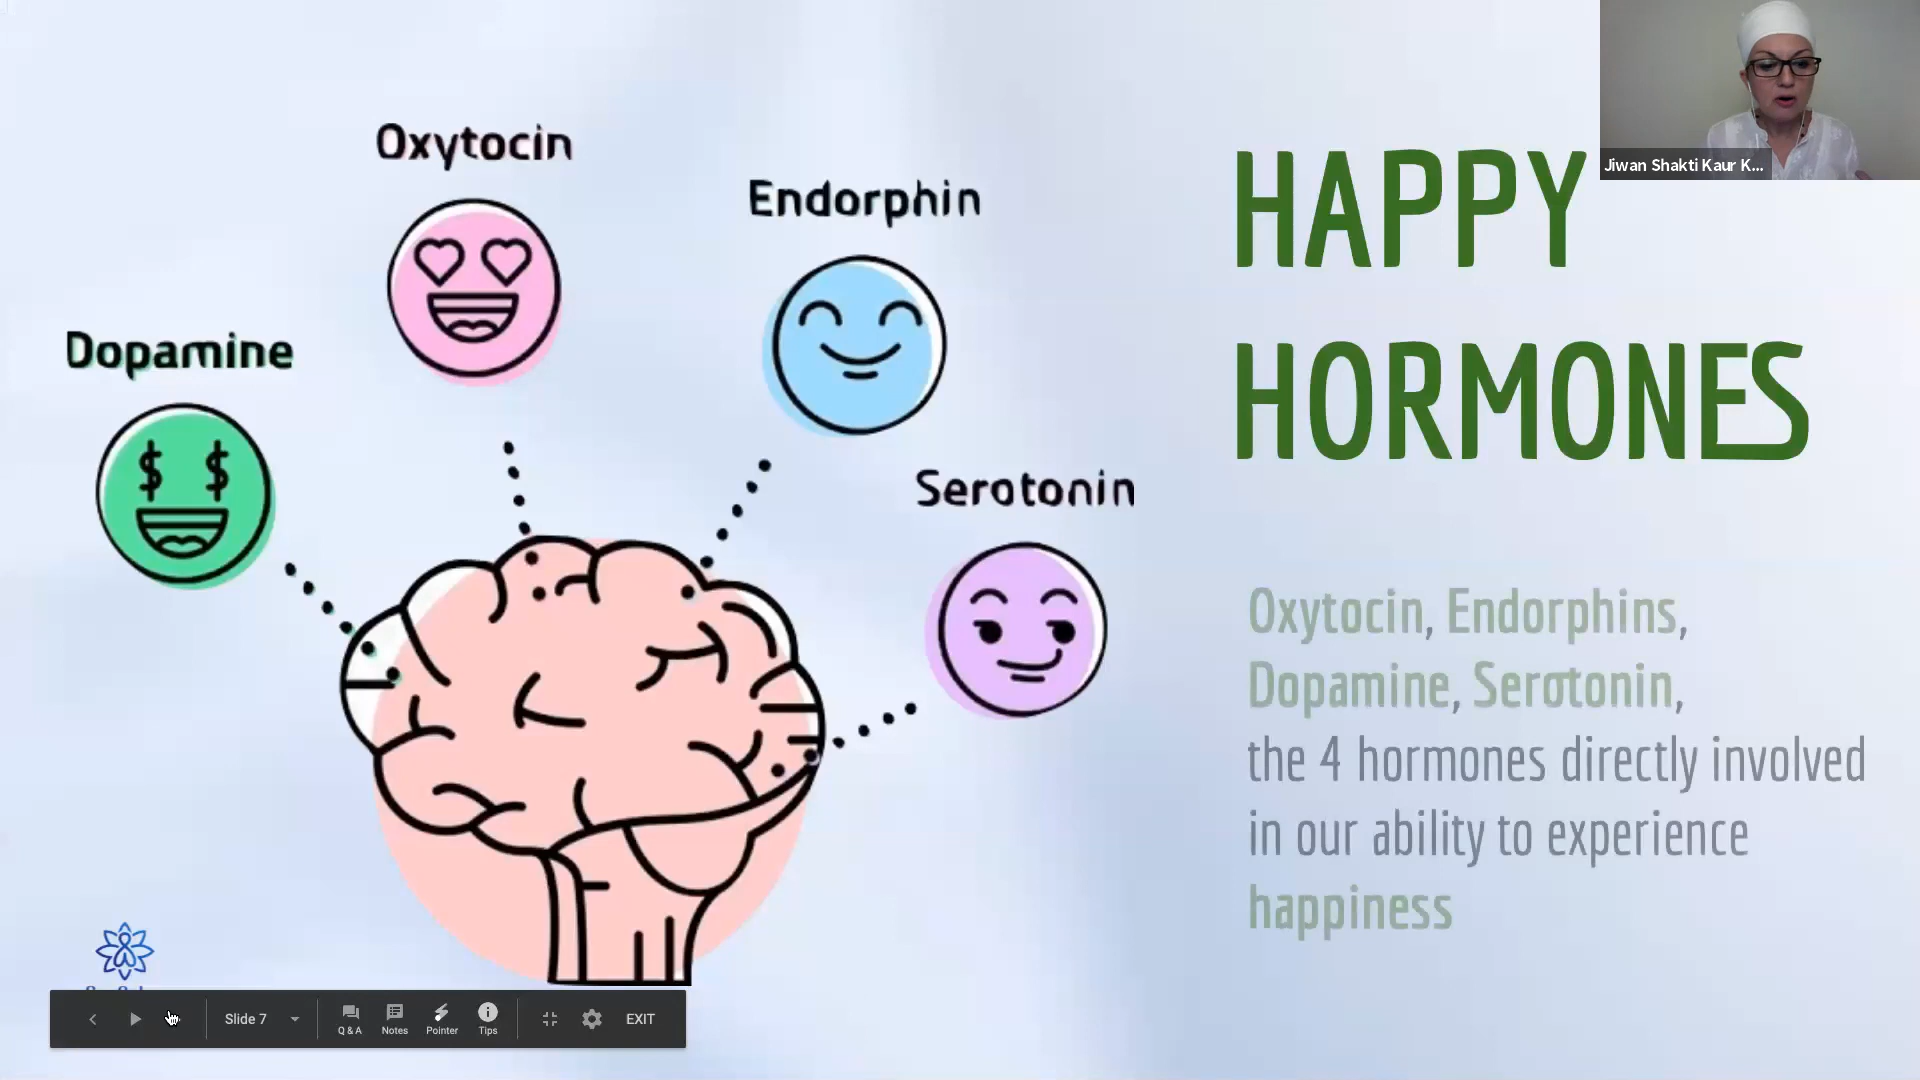 Oxytocin
Endorphin
Dopamine
Serotonin
HAPPY
HORMONES
Oxytocin, Endorphins,
Dopamine, Serotonin,
the 4 hormones directly involved
in our ability to experience
happiness
Jiwan Shakti Kaur K...
Slide 7
Q & A
Notes
Pointer
Tips
EXIT